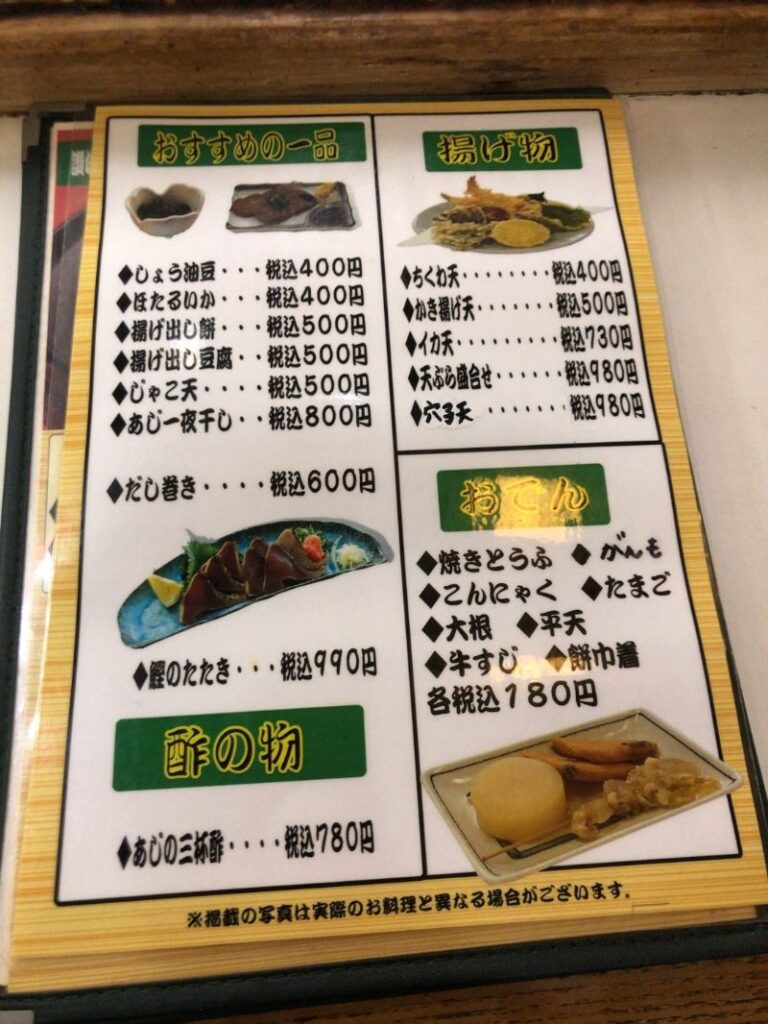 おすすめの一品
◆しょう油豆・・・税込400円
◆ほたるいか・・・税込400円
◆揚げ出し餅・・・税込500円
◆揚げ出し豆腐・・税込500円
◆じゃこ天・・・・税込500円
◆あじ一夜干し・・税込800円
◆だし巻き・・・・税込600円
◆鰹のたたき・・・税込990円
酢の物
◆あじの三杯酢・・・・税込780円
揚げ物
◆ちくわ天・・・・・・・・税込400円
◆かき揚げ天・・・・・・・税込500円
◆イカ天・・・・・・・・・税込730円
◆天ぷら盛合せ・・・・・・税込980円
◆穴子天・・・・・・・税込980円
おでん
◆焼きとうふ ◆がんも
◆こんにゃく ◆たまご
◆大根 ◆平天
◆牛すじ ◆餅巾着
各税込180円
※掲載の写真は実際のお料理と異なる場合がございます。